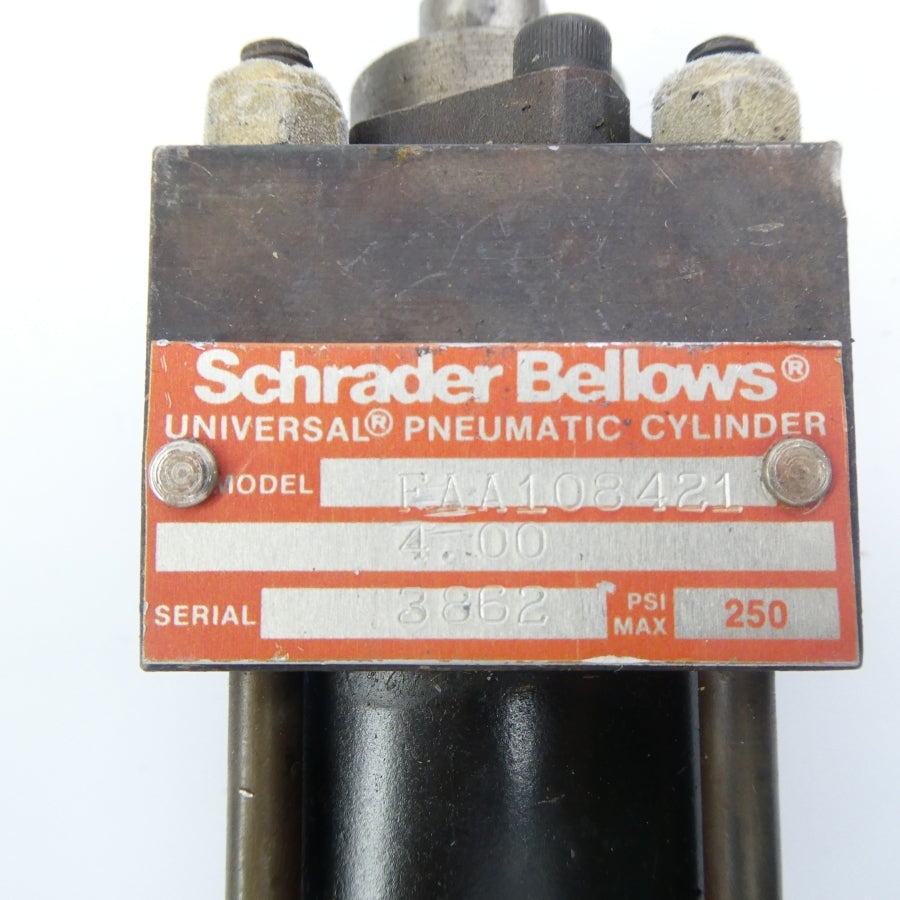 Schrader Bellows®
UNIVERSAL® PNEUMATIC CYLINDER
MODEL FAA108421
4.00
SERIAL 3862 PSI MAX 250